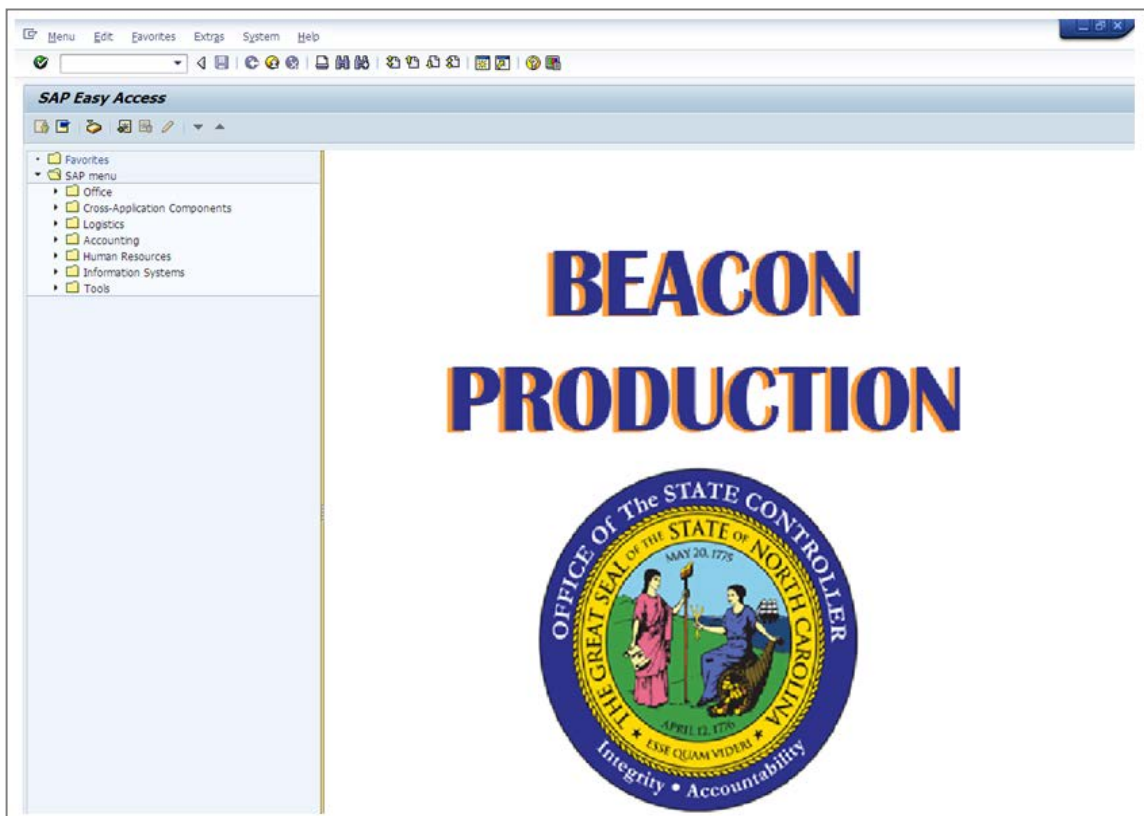 Menu Edit Favorites Extras System Help
SAP Easy Access
Favorites
SAP menu
Office
Cross-Application Components
Logistics
Accounting
Human Resources
Information Systems
Tools
BEACON
PRODUCTION
OFFICE Of The STATE CONTROLLER
THE GREAT SEAL OF THE STATE OF NORTH CAROLINA
MAY 20, 1775
APRIL 12, 1776
ESSE QUAM VIDERI
Integrity • Accountability